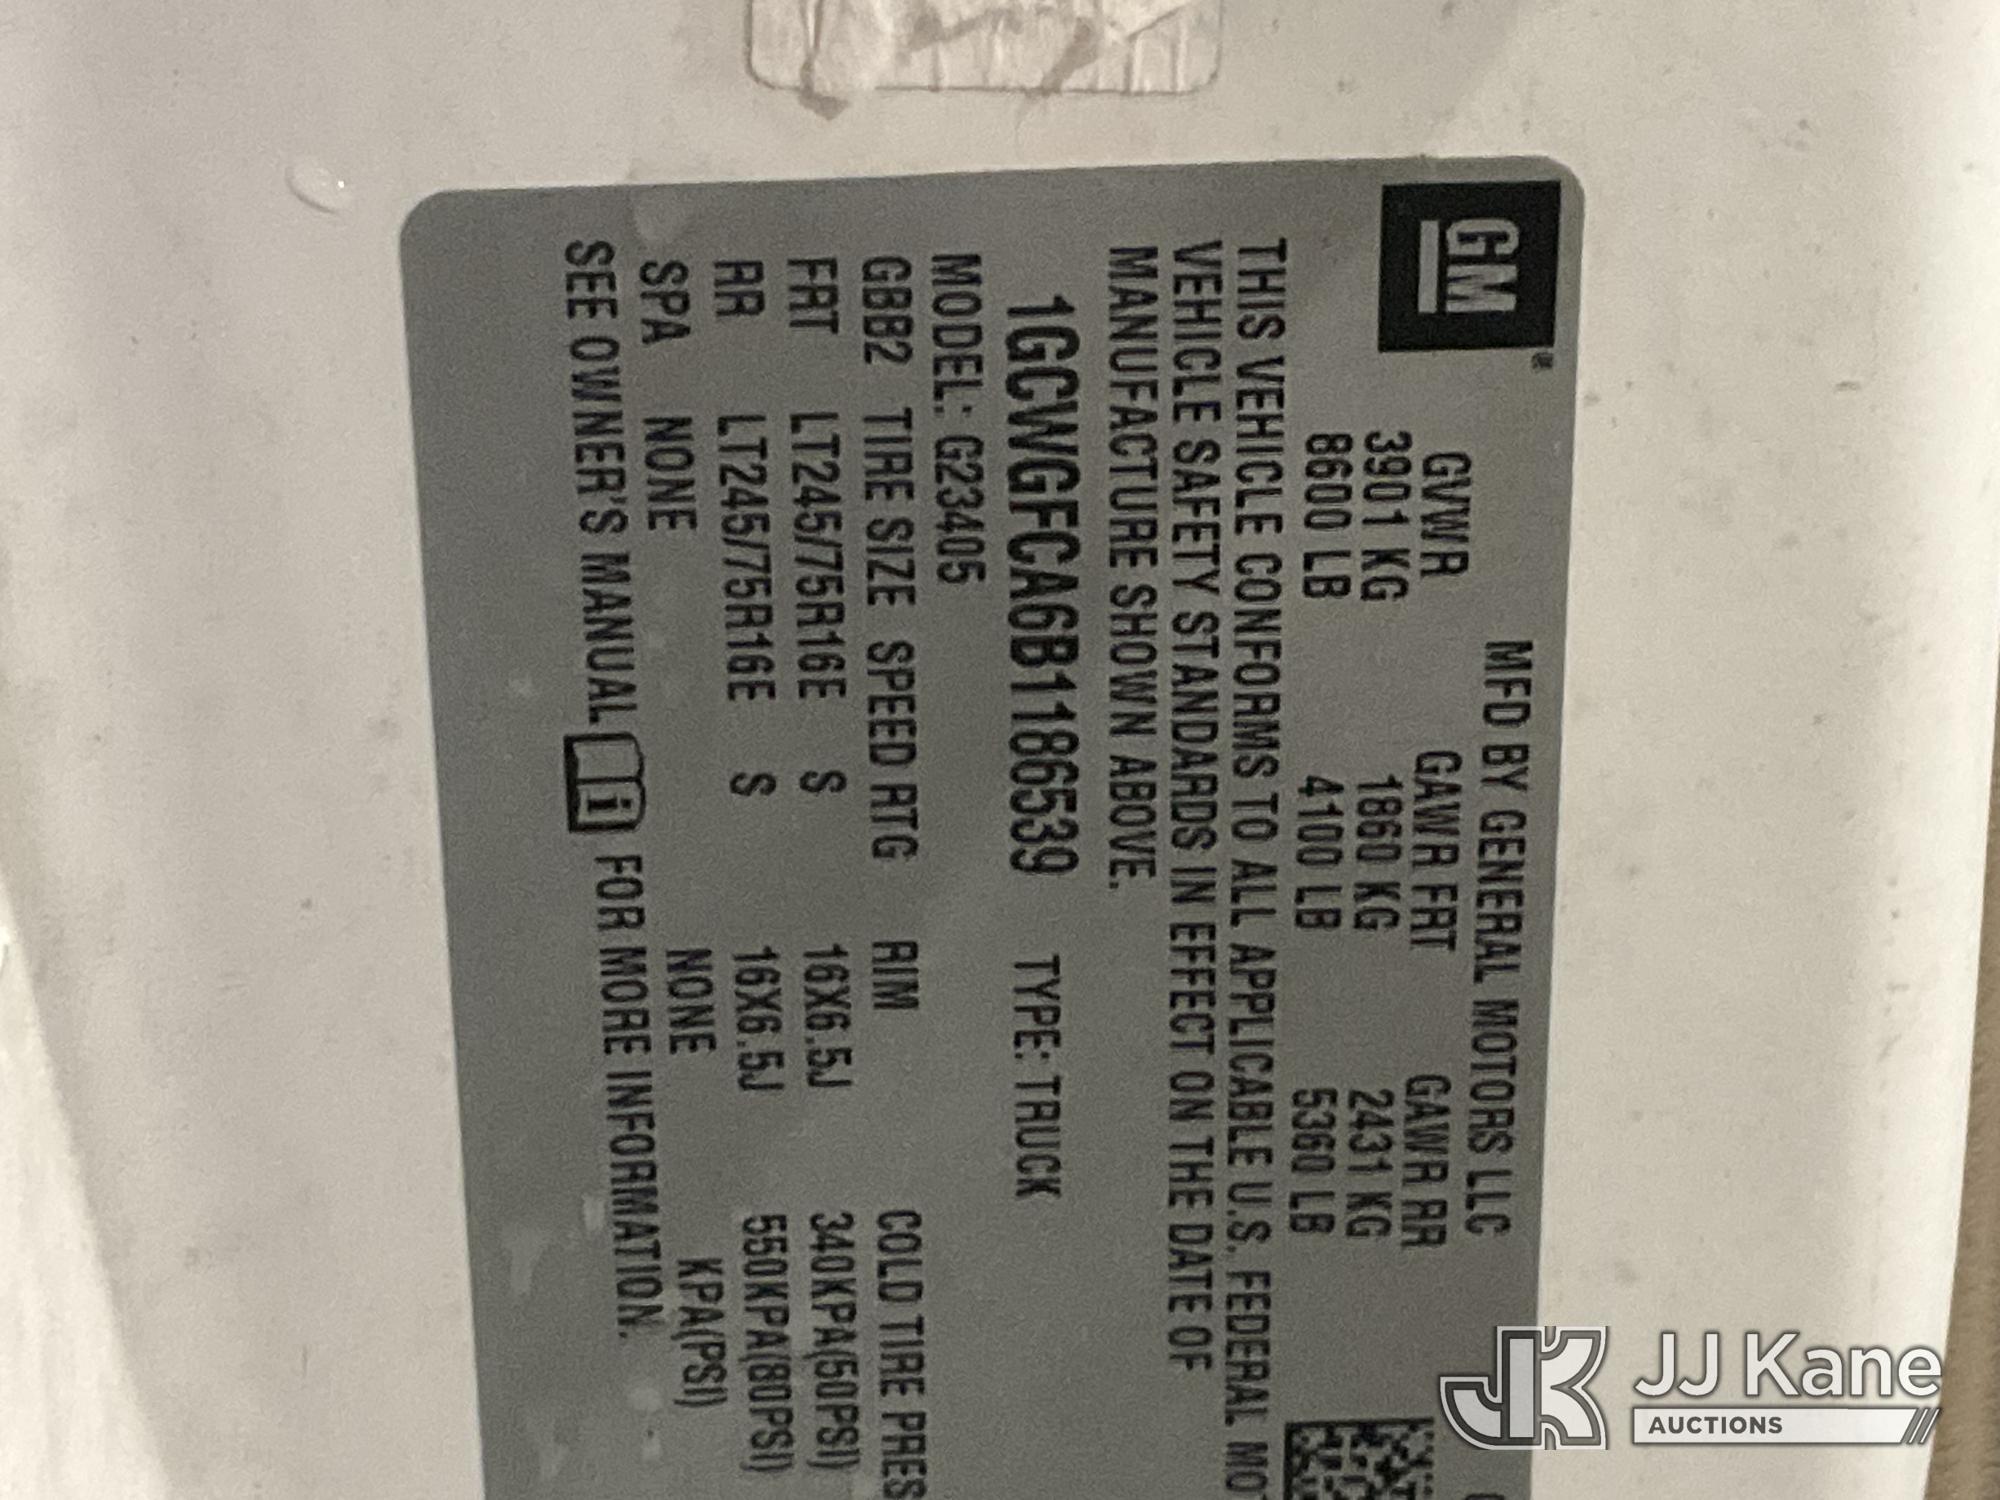 GM
MFD BY GENERAL MOTORS LLC
GVWR GAWR FRT GAWR RR
3901 KG 1860 KG 2431 KG
8600 LB 4100 LB 5360 LB
THIS VEHICLE CONFORMS TO ALL APPLICABLE U.S. FEDERAL MOT
VEHICLE SAFETY STANDARDS IN EFFECT ON THE DATE OF
MANUFACTURE SHOWN ABOVE.
1GCWGFCA6B1186539 TYPE: TRUCK
MODEL: G23405
GBB2 TIRE SIZE SPEED RTG RIM COLD TIRE PRES
FRT LT245/75R16E S 16X6.5J 340KPA(50PSI)
RR LT245/75R16E S 16X6.5J 550KPA(80PSI)
SPA NONE NONE KPA(PSI)
SEE OWNER'S MANUAL i FOR MORE INFORMATION.
JK JJ Kane
AUCTIONS